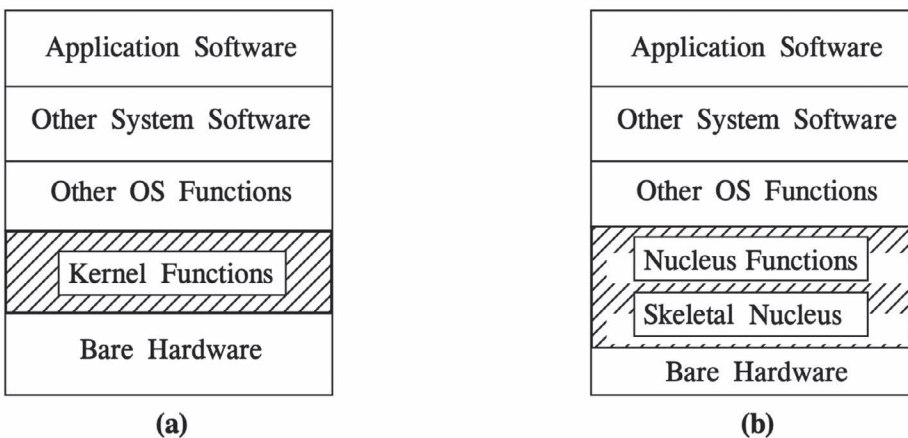 Application Software
Other System Software
Other OS Functions
Kernel Functions
Bare Hardware
(a)
Application Software
Other System Software
Other OS Functions
Nucleus Functions
Skeletal Nucleus
Bare Hardware
(b)